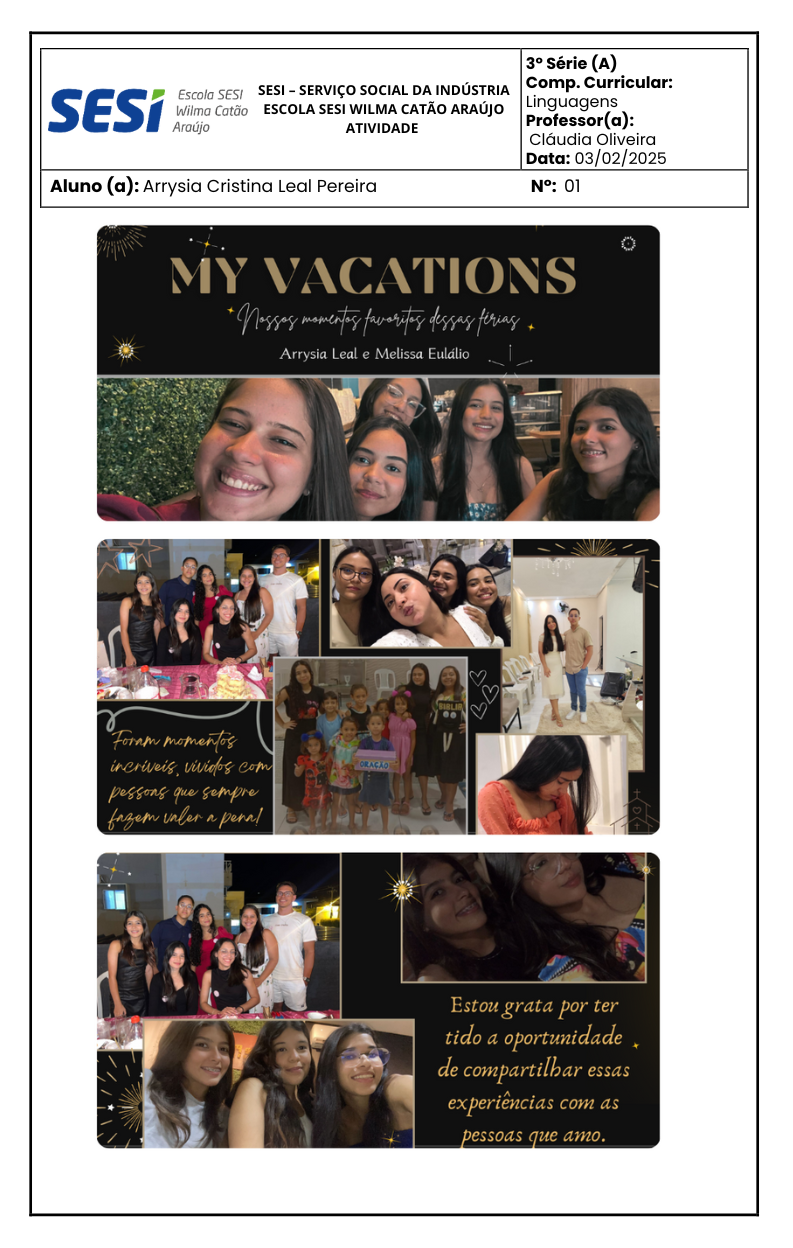 SESI
Escola SESI
Wilma Catão
Araújo
SESI – SERVIÇO SOCIAL DA INDÚSTRIA
ESCOLA SESI WILMA CATÃO ARAÚJO
ATIVIDADE
3º Série (A)
Comp. Curricular:
Linguagens
Professor(a):
Cláudia Oliveira
Data: 03/02/2025
Aluno (a): Arrysia Cristina Leal Pereira
Nº: 01
MY VACATIONS
Nossos momentos favoritos dessas férias
Arrysia Leal e Melissa Eulálio
BIBLIA
ORAÇÃO
Foram momentos
incríveis, vividos com
pessoas que sempre
fazem valer a pena!
Estou grata por ter
tido a oportunidade
de compartilhar essas
experiências com as
pessoas que amo.